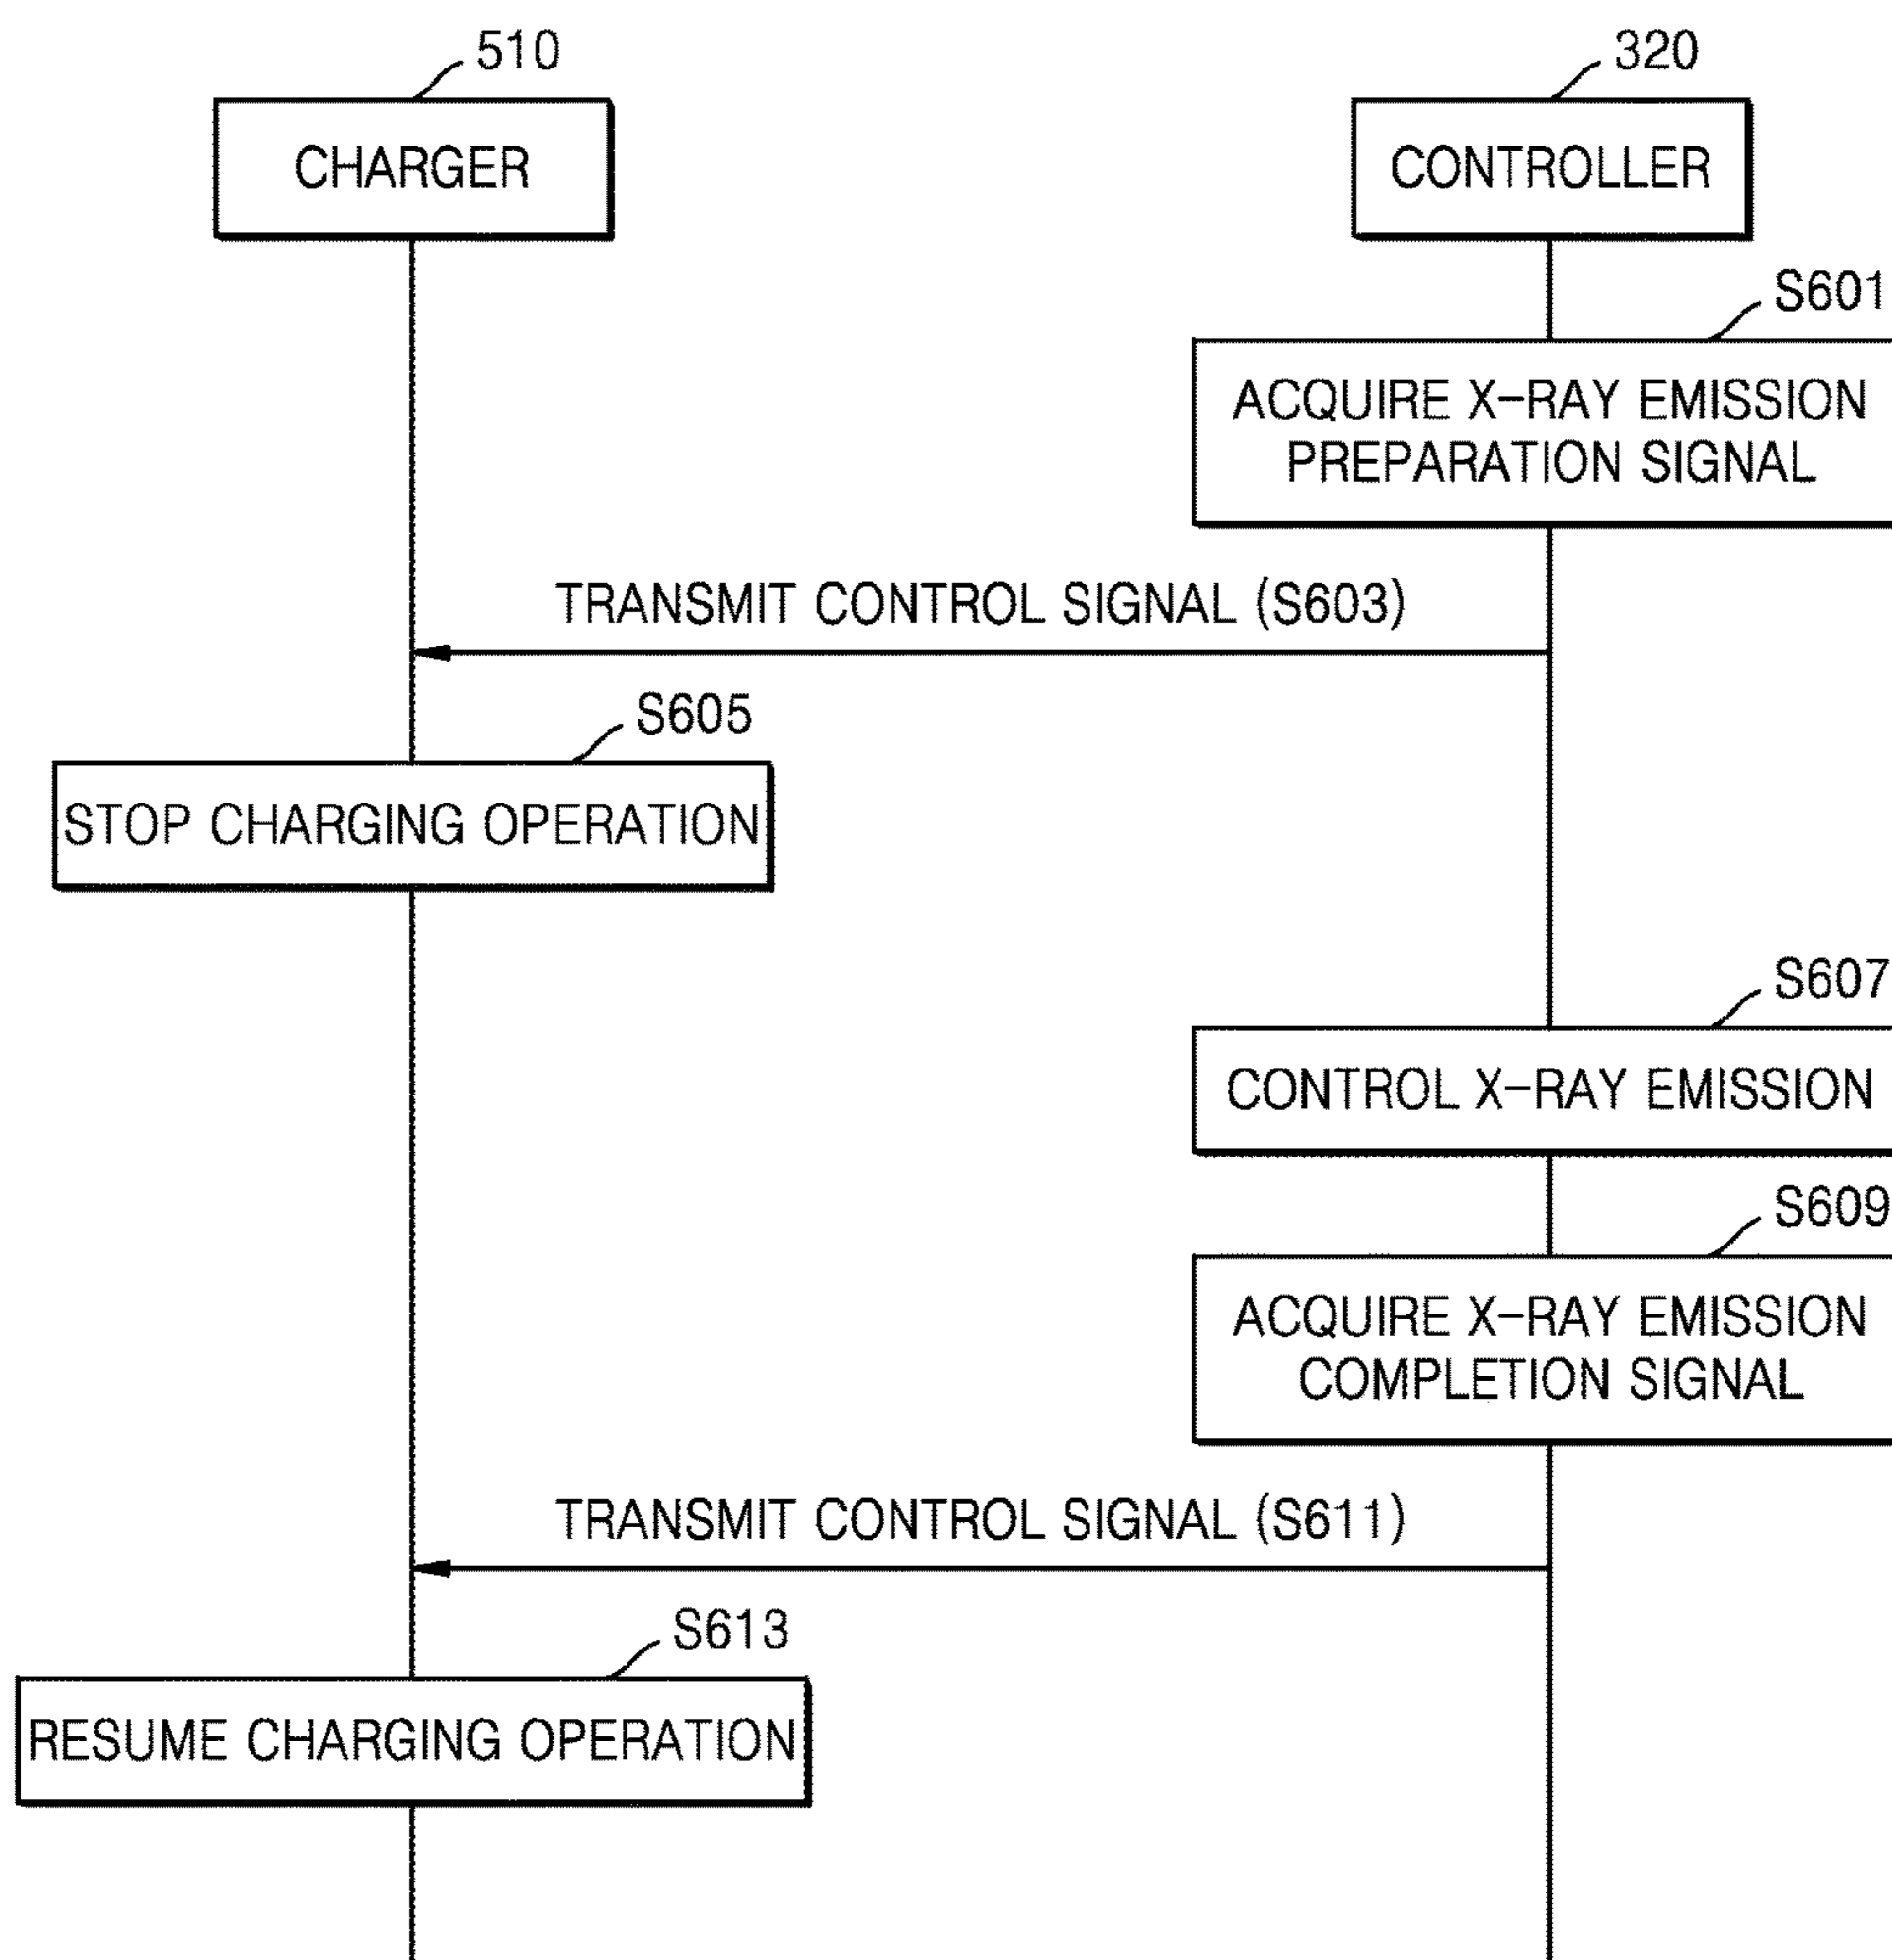 510
320
CHARGER
CONTROLLER
S601
ACQUIRE X-RAY EMISSION
PREPARATION SIGNAL
TRANSMIT CONTROL SIGNAL (S603)
S605
STOP CHARGING OPERATION
S607
CONTROL X-RAY EMISSION
S609
ACQUIRE X-RAY EMISSION
COMPLETION SIGNAL
TRANSMIT CONTROL SIGNAL (S611)
S613
RESUME CHARGING OPERATION